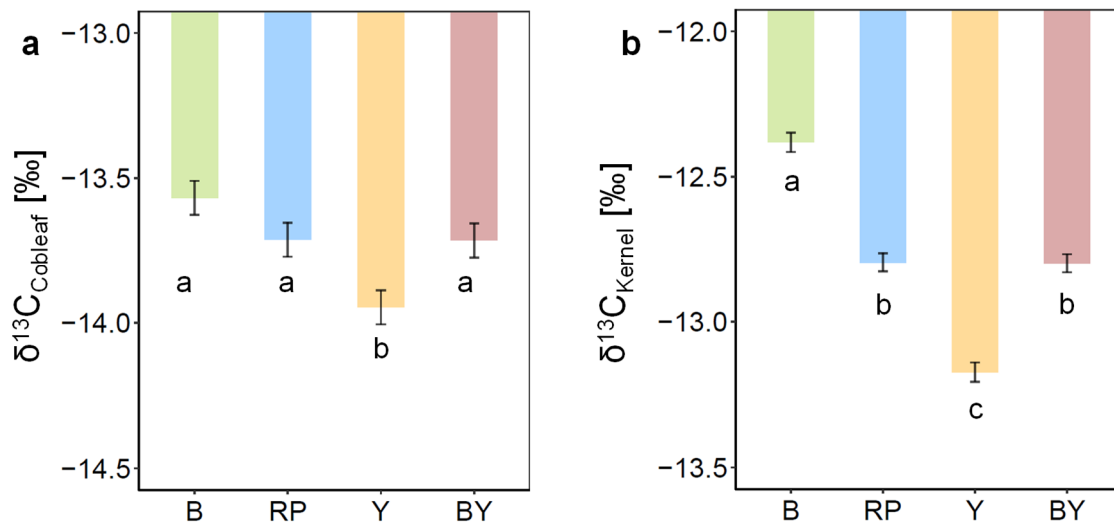 a
δ13CCobleaf [‰]
−13.0
−13.5
−14.0
−14.5
a
a
b
a
B RP Y BY
b
δ13CKernel [‰]
−12.0
−12.5
−13.0
−13.5
a
b
c
b
B RP Y BY